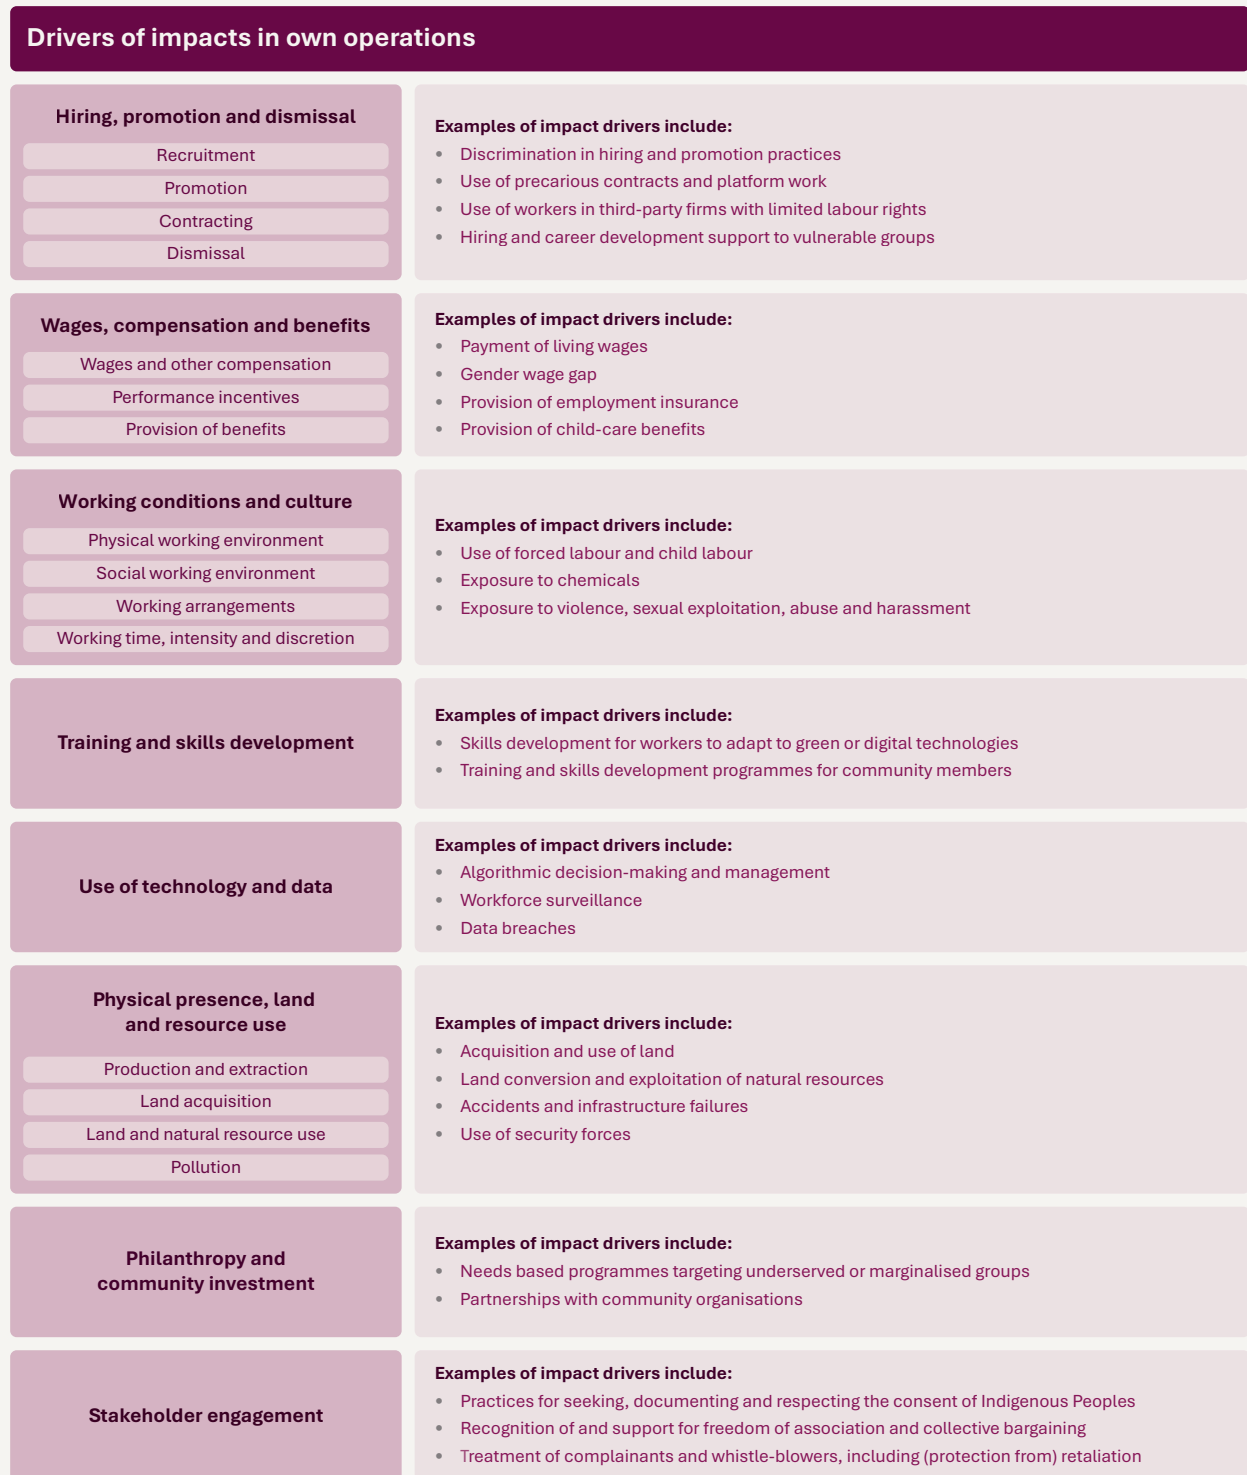 Drivers of impacts in own operations
Hiring, promotion and dismissal
Recruitment
Promotion
Contracting
Dismissal
Examples of impact drivers include:
• Discrimination in hiring and promotion practices
• Use of precarious contracts and platform work
• Use of workers in third-party firms with limited labour rights
• Hiring and career development support to vulnerable groups
Wages, compensation and benefits
Wages and other compensation
Performance incentives
Provision of benefits
Examples of impact drivers include:
• Payment of living wages
• Gender wage gap
• Provision of employment insurance
• Provision of child-care benefits
Working conditions and culture
Physical working environment
Social working environment
Working arrangements
Working time, intensity and discretion
Examples of impact drivers include:
• Use of forced labour and child labour
• Exposure to chemicals
• Exposure to violence, sexual exploitation, abuse and harassment
Training and skills development
Examples of impact drivers include:
• Skills development for workers to adapt to green or digital technologies
• Training and skills development programmes for community members
Use of technology and data
Examples of impact drivers include:
• Algorithmic decision-making and management
• Workforce surveillance
• Data breaches
Physical presence, land
and resource use
Production and extraction
Land acquisition
Land and natural resource use
Pollution
Examples of impact drivers include:
• Acquisition and use of land
• Land conversion and exploitation of natural resources
• Accidents and infrastructure failures
• Use of security forces
Philanthropy and
community investment
Examples of impact drivers include:
• Needs based programmes targeting underserved or marginalised groups
• Partnerships with community organisations
Stakeholder engagement
Examples of impact drivers include:
• Practices for seeking, documenting and respecting the consent of Indigenous Peoples
• Recognition of and support for freedom of association and collective bargaining
• Treatment of complainants and whistle-blowers, including (protection from) retaliation